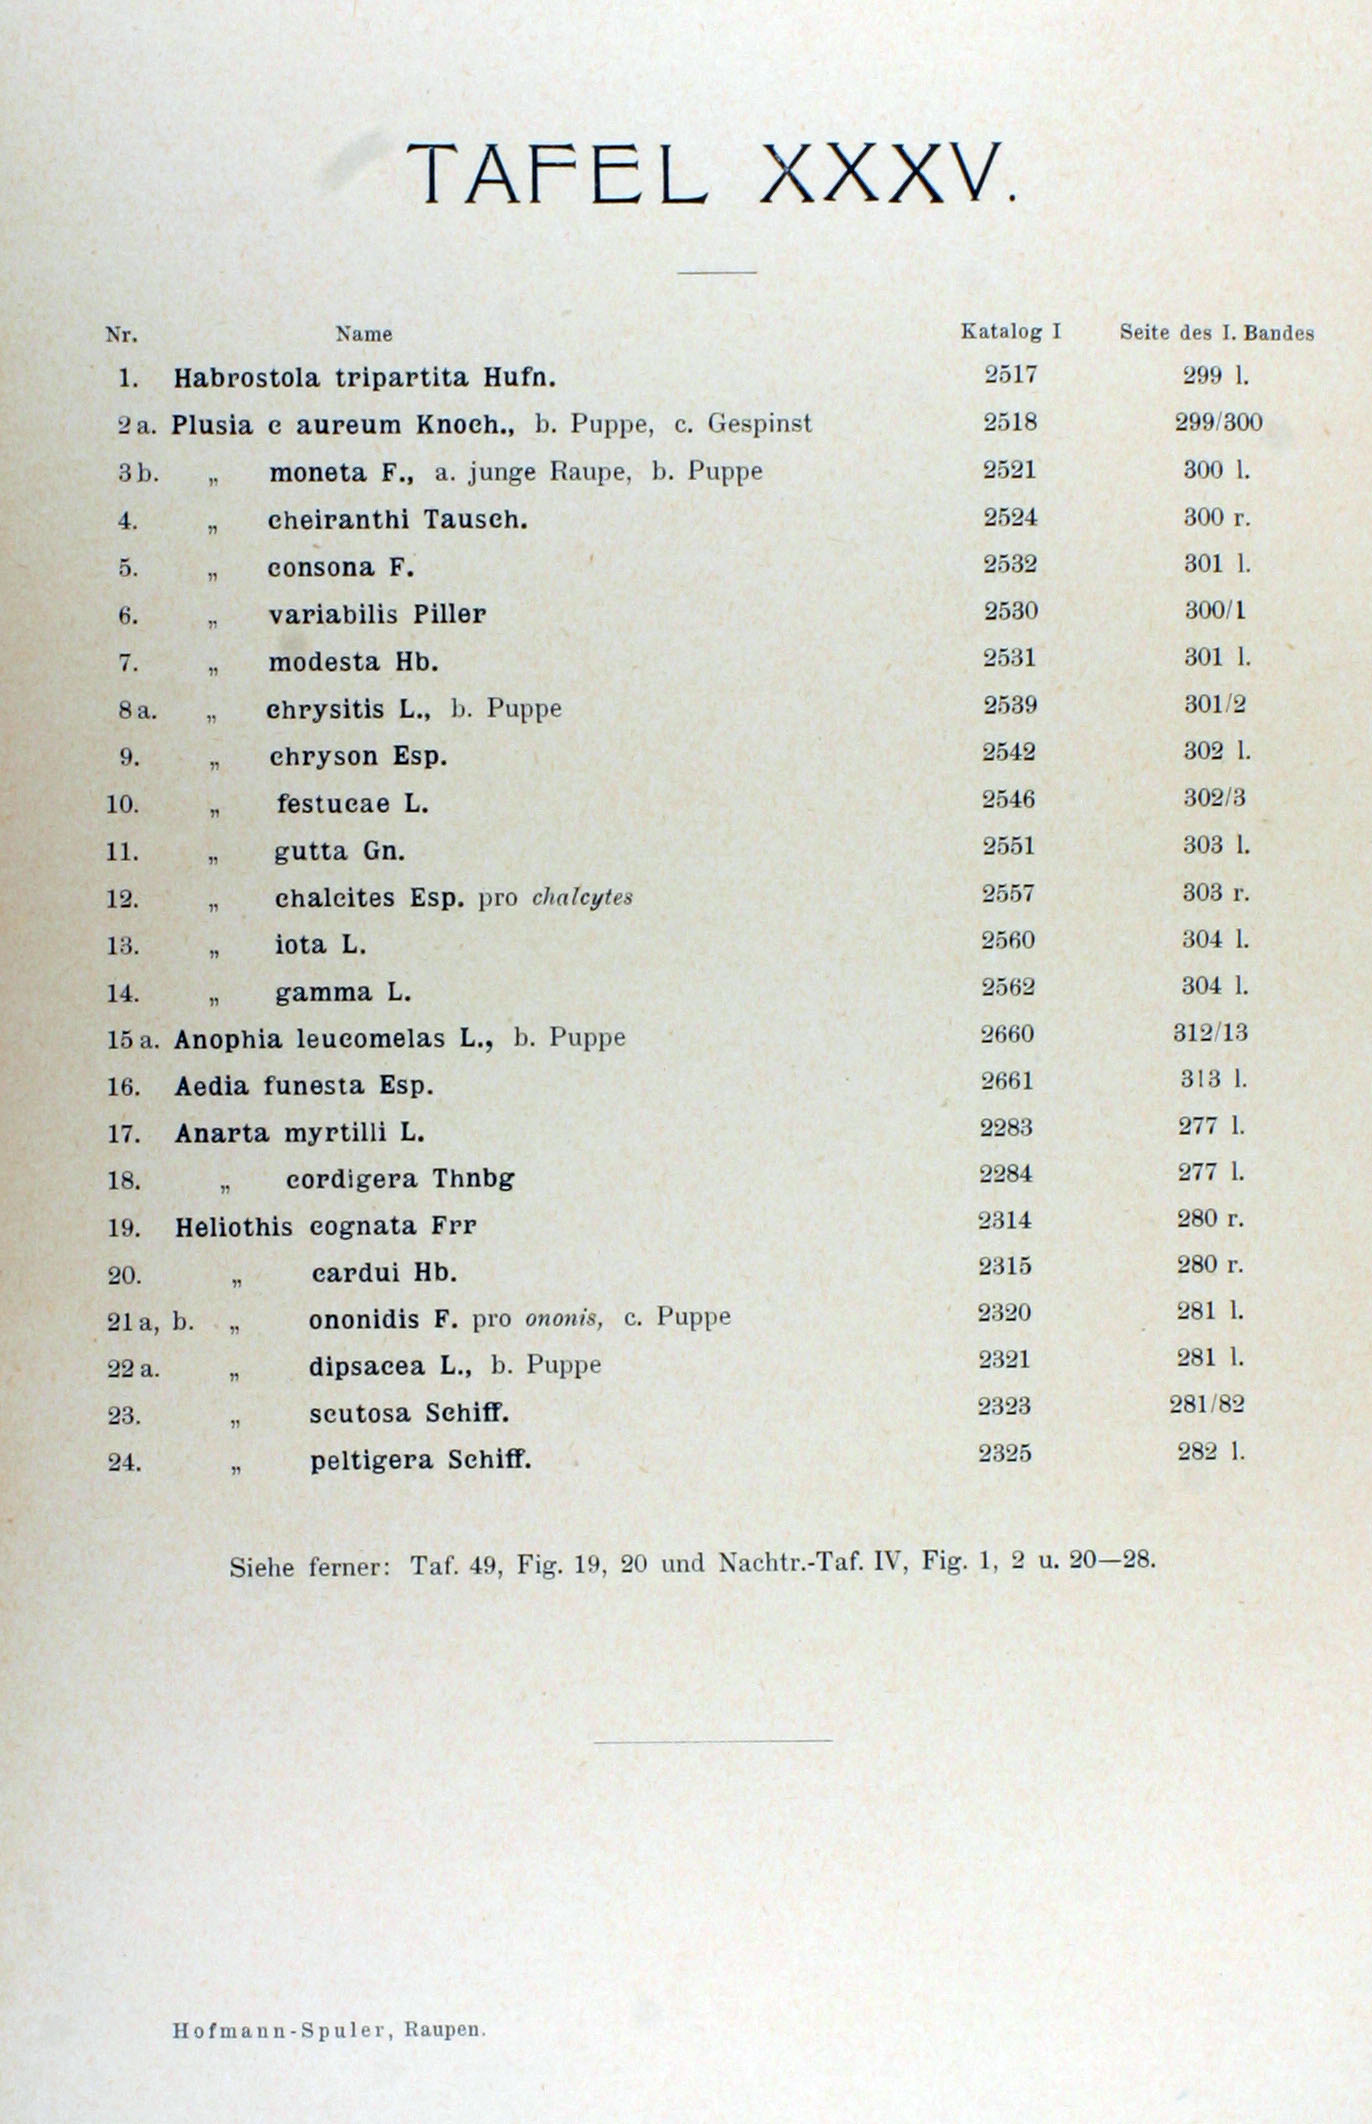 TAFEL XXXV.
Nr. Name Katalog I Seite des I. Bandes
1. Habrostola tripartita Hufn. 2517 299 l.
2 a. Plusia c aureum Knoch., b. Puppe, c. Gespinst 2518 299/300
3 b. „ moneta F., a. junge Raupe, b. Puppe 2521 300 l.
4. „ cheiranthi Tausch. 2524 300 r.
5. „ consona F. 2532 301 l.
6. „ variabilis Piller 2530 300/1
7. „ modesta Hb. 2531 301 l.
8 a. „ chrysitis L., b. Puppe 2539 301/2
9. „ chryson Esp. 2542 302 l.
10. „ festucae L. 2546 302/3
11. „ gutta Gn. 2551 303 l.
12. „ chalcites Esp. pro chalcytes 2557 303 r.
13. „ iota L. 2560 304 l.
14. „ gamma L. 2562 304 l.
15 a. Anophia leucomelas L., b. Puppe 2660 312/13
16. Aedia funesta Esp. 2661 313 l.
17. Anarta myrtilli L. 2283 277 l.
18. „ cordigera Thnbg 2284 277 l.
19. Heliothis cognata Frr 2314 280 r.
20. „ cardui Hb. 2315 280 r.
21 a, b. „ ononidis F. pro ononis, c. Puppe 2320 281 l.
22 a. „ dipsacea L., b. Puppe 2321 281 l.
23. „ scutosa Schiff. 2323 281/82
24. „ peltigera Schiff. 2325 282 l.
Siehe ferner: Taf. 49, Fig. 19, 20 und Nachtr.-Taf. IV, Fig. 1, 2 u. 20—28.
Hofmann-Spuler, Raupen.